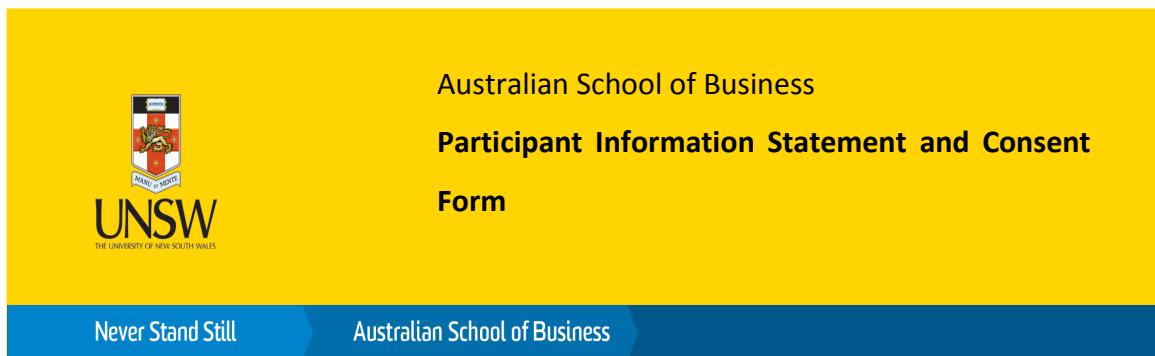 Australian School of Business
Participant Information Statement and Consent
Form
SCIENTIA
MANU ET MENTE
UNSW
THE UNIVERSITY OF NEW SOUTH WALES
Never Stand Still
Australian School of Business